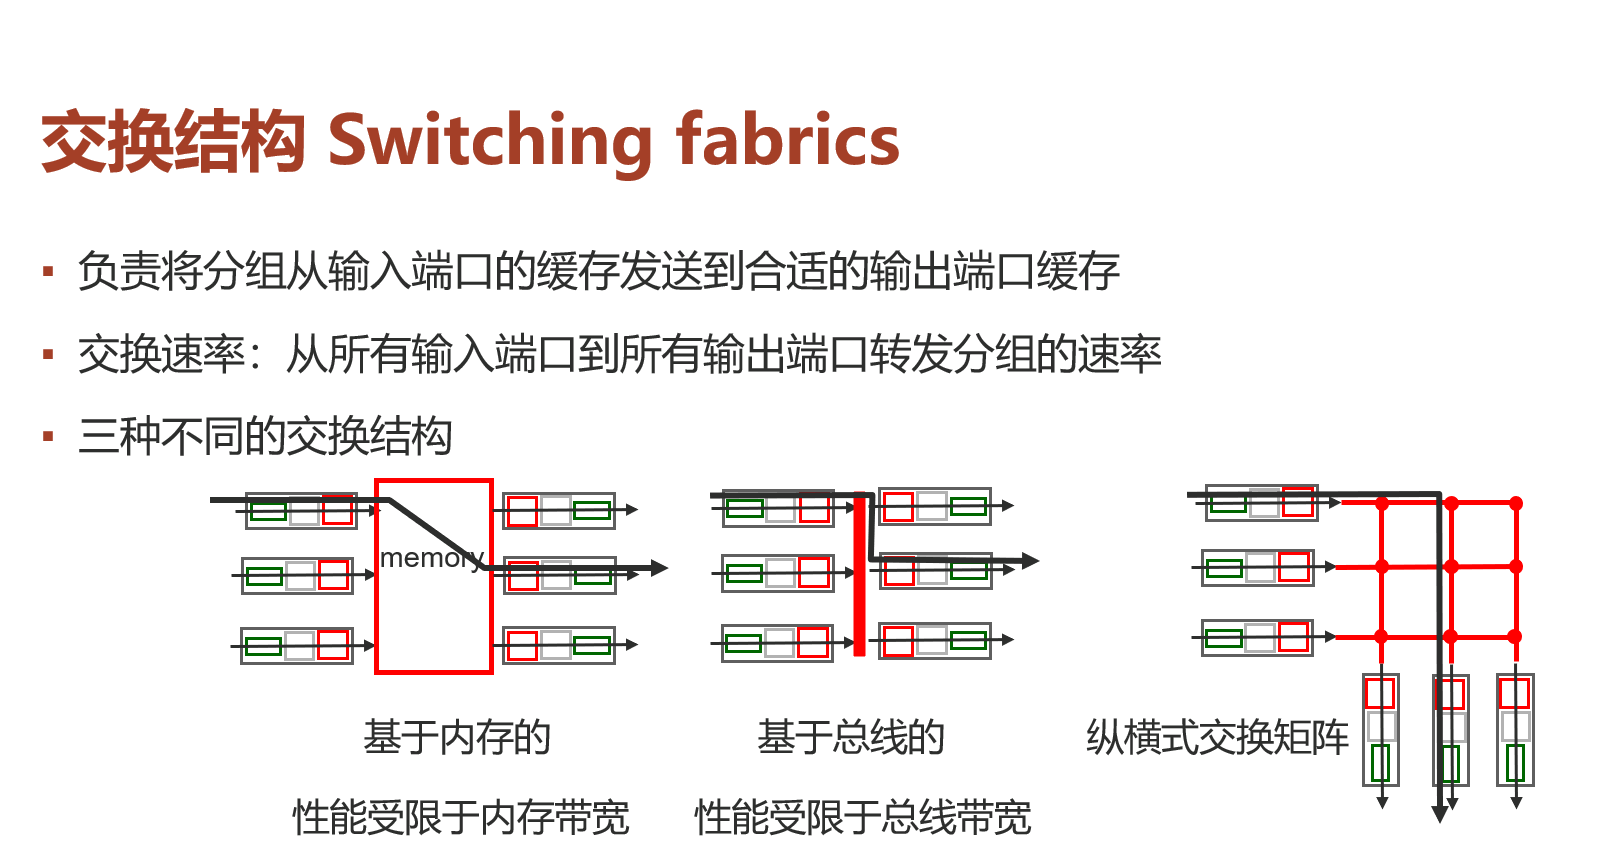 交换结构 Switching fabrics
负责将分组从输入端口的缓存发送到合适的输出端口缓存
交换速率：从所有输入端口到所有输出端口转发分组的速率
三种不同的交换结构
memory
基于内存的
基于总线的
纵横式交换矩阵
性能受限于内存带宽
性能受限于总线带宽